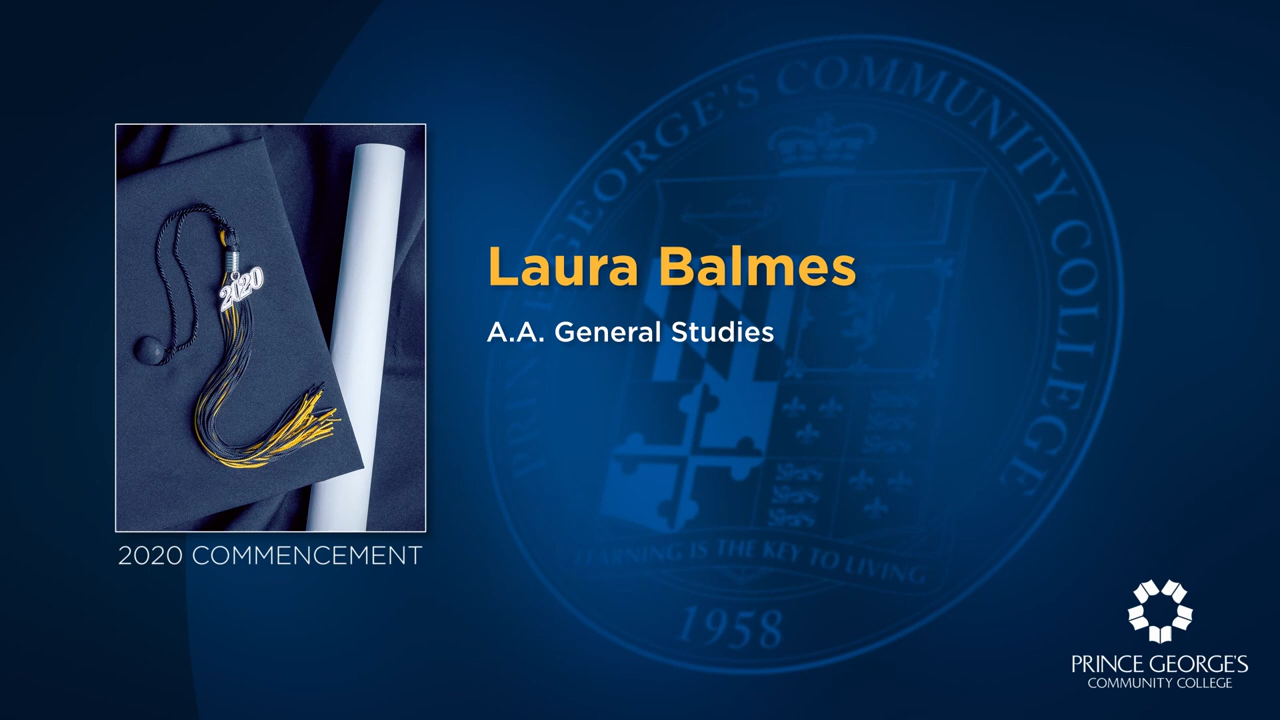 PRINCE GEORGE'S COMMUNITY COLLEGE
2020
Laura Balmes
A.A. General Studies
2020 COMMENCEMENT
LEARNING IS THE KEY TO LIVING
1958
PRINCE GEORGE'S
COMMUNITY COLLEGE